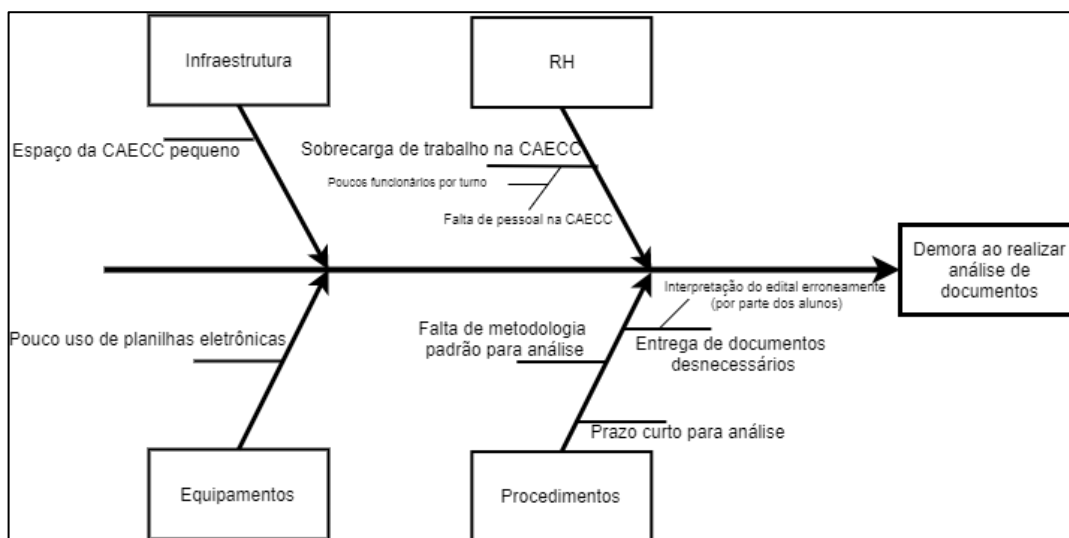 Infraestrutura
RH
Espaço da CAECC pequeno
Sobrecarga de trabalho na CAECC
Poucos funcionários por turno
Falta de pessoal na CAECC
Demora ao realizar
análise de
documentos
Interpretação do edital erroneamente
(por parte dos alunos)
Pouco uso de planilhas eletrônicas
Falta de metodologia
padrão para análise
Entrega de documentos
desnecessários
Prazo curto para análise
Equipamentos
Procedimentos